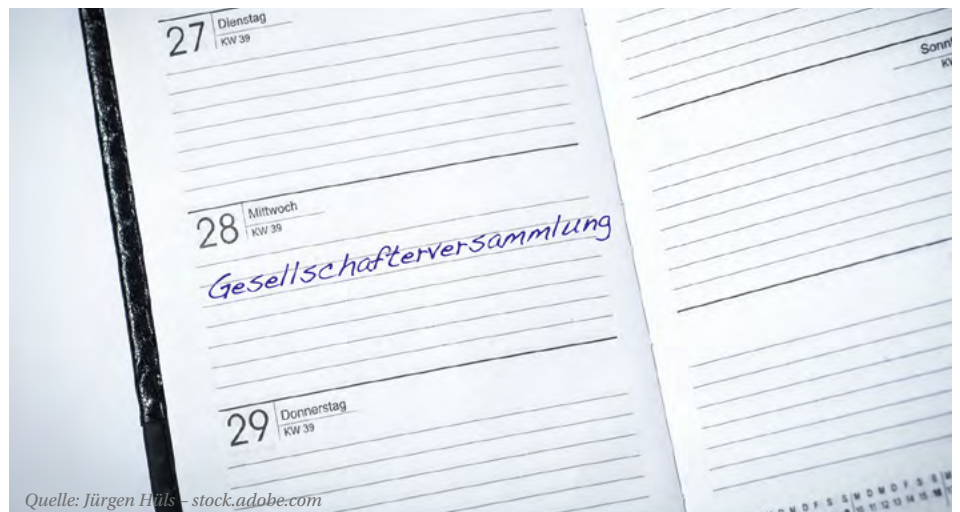 27 Dienstag
KW 39
28 Mittwoch
KW 39
Gesellschafterversammlung
29 Donnerstag
KW 39
Quelle: Jürgen Hüls – stock.adobe.com